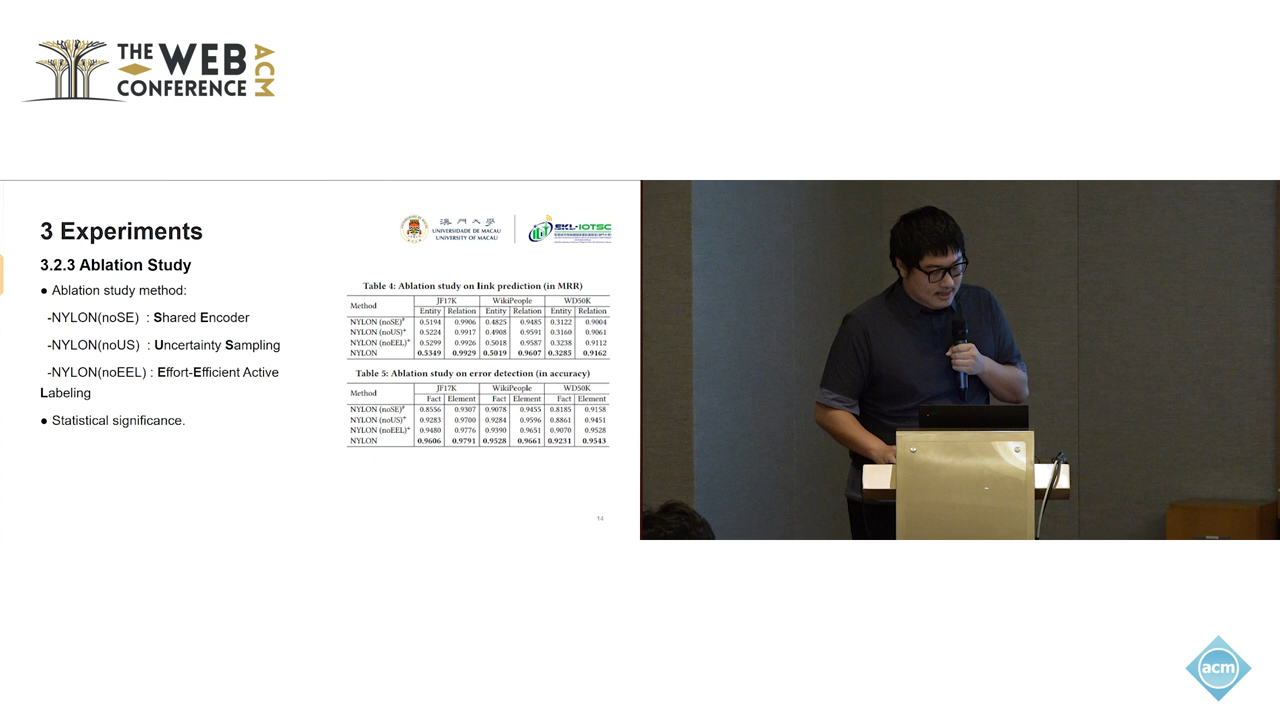 THE WEB
CONFERENCE
ACM
3 Experiments
澳門大學
UNIVERSIDADE DE MACAU
UNIVERSITY OF MACAU
SKL-IOTSC
3.2.3 Ablation Study
● Ablation study method:
-NYLON(noSE) : Shared Encoder
-NYLON(noUS) : Uncertainty Sampling
-NYLON(noEEL) : Effort-Efficient Active
Labeling
● Statistical significance.
Table 4: Ablation study on link prediction (in MRR)
Method JF17K WikiPeople WD50K
Entity Relation Entity Relation Entity Relation
NYLON (noSE)# 0.5194 0.9906 0.4825 0.9485 0.3122 0.9004
NYLON (noUS)+ 0.5224 0.9917 0.4908 0.9591 0.3160 0.9061
NYLON (noEEL)+ 0.5299 0.9926 0.5018 0.9587 0.3238 0.9112
NYLON 0.5349 0.9929 0.5019 0.9607 0.3285 0.9162
Table 5: Ablation study on error detection (in accuracy)
Method JF17K WikiPeople WD50K
Fact Element Fact Element Fact Element
NYLON (noSE)# 0.8556 0.9307 0.9078 0.9455 0.8185 0.9158
NYLON (noUS)+ 0.9283 0.9700 0.9284 0.9596 0.8861 0.9451
NYLON (noEEL)+ 0.9480 0.9776 0.9390 0.9651 0.9070 0.9528
NYLON 0.9606 0.9791 0.9528 0.9661 0.9231 0.9543
14
acm